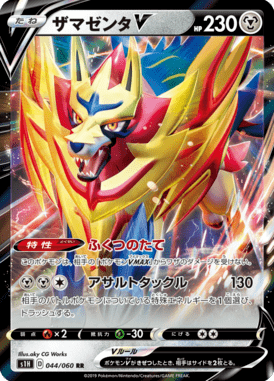 たね ザマゼンタV HP230
特性 ふくつのたて
このポケモンは、相手の「ポケモンVMAX」からワザのダメージを受けない。
アサルトタックル 130
相手のバトルポケモンについている特殊エネルギーを1個選び、
トラッシュする。
弱点 ×2 抵抗力 -30 にげる
Vルール
ポケモンVがきぜつしたとき、相手はサイドを2枚とる。
Illus.aky CG Works
s1H D 044/060 RR
©2019 Pokémon/Nintendo/Creatures/GAME FREAK.